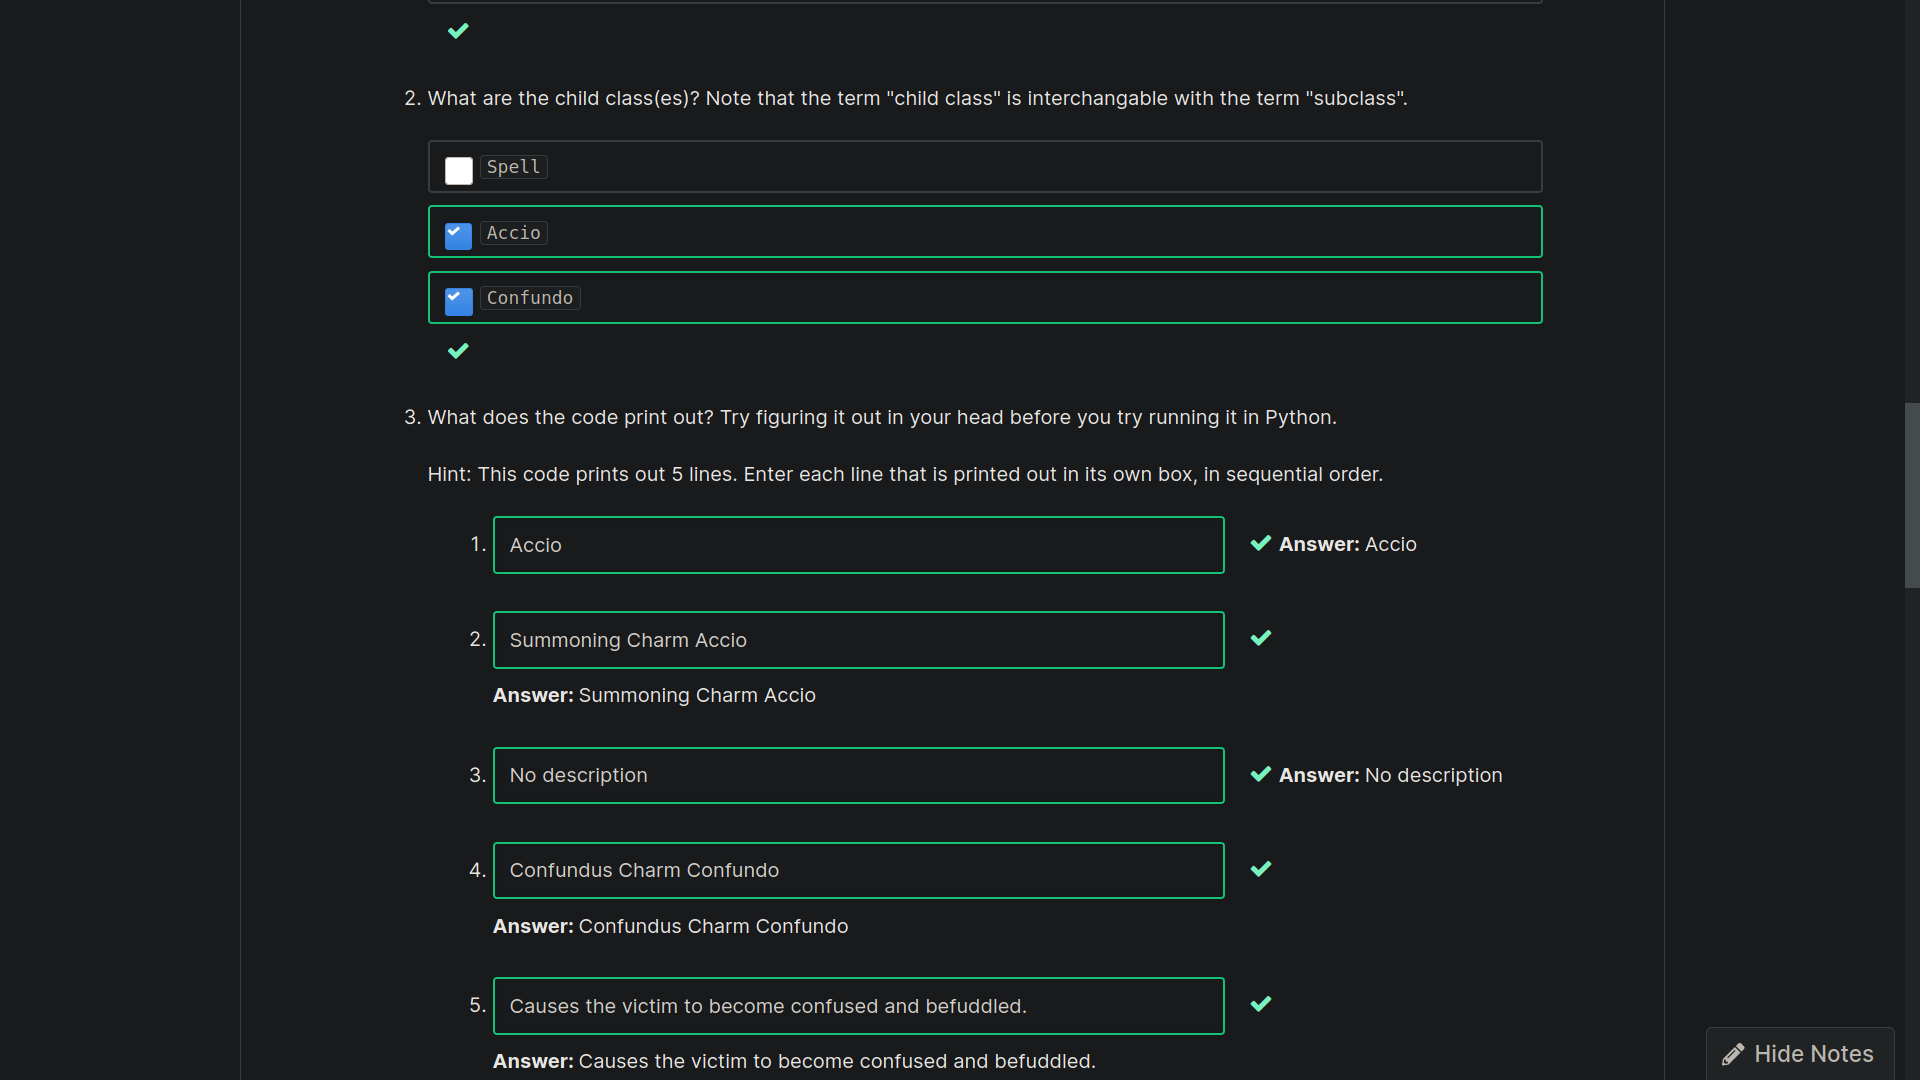 2. What are the child class(es)? Note that the term "child class" is interchangable with the term "subclass".
Spell
Accio
Confundo
3. What does the code print out? Try figuring it out in your head before you try running it in Python.
Hint: This code prints out 5 lines. Enter each line that is printed out in its own box, in sequential order.
1. Accio Answer: Accio
2. Summoning Charm Accio
Answer: Summoning Charm Accio
3. No description Answer: No description
4. Confundus Charm Confundo
Answer: Confundus Charm Confundo
5. Causes the victim to become confused and befuddled.
Answer: Causes the victim to become confused and befuddled.
Hide Notes